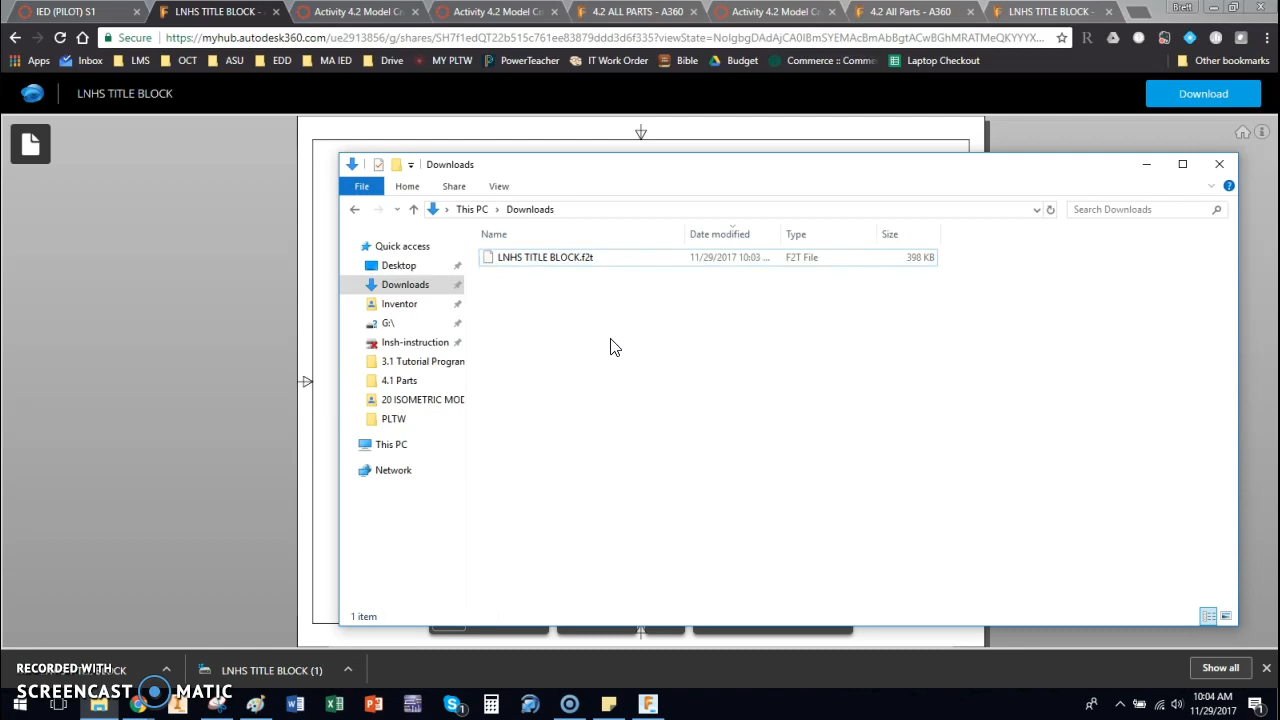 IED (PILOT) S1
LNHS TITLE BLOCK -
Activity 4.2 Model Cr
Activity 4.2 Model Cr
4.2 ALL PARTS - A360
Activity 4.2 Model Cr
4.2 All Parts - A360
LNHS TITLE BLOCK -
Brett
Secure
https://myhub.autodesk360.com/ue2913856/g/shares/SH7f1edQT22b515c761ee83879ddd3d6f335?viewState=NoIgbgDAdAjCA0IBmSYEMAcBmAbBgtACwBGhMRATMeQKYYX...
Apps
Inbox
LMS
OCT
ASU
EDD
MA IED
Drive
MY PLTW
PowerTeacher
IT Work Order
Bible
Budget
Commerce :: Comme
Laptop Checkout
Other bookmarks
LNHS TITLE BLOCK
Download
Downloads
File
Home
Share
View
This PC > Downloads
Search Downloads
Name
Date modified
Type
Size
Quick access
LNHS TITLE BLOCK.f2t
11/29/2017 10:03 ...
F2T File
398 KB
Desktop
Downloads
Inventor
G:\
lnsh-instruction
3.1 Tutorial Progran
4.1 Parts
20 ISOMETRIC MOD
PLTW
This PC
Network
1 item
RECORDED WITH
SCREENCAST MATIC
LNHS TITLE BLOCK (1)
Show all
10:04 AM
11/29/2017